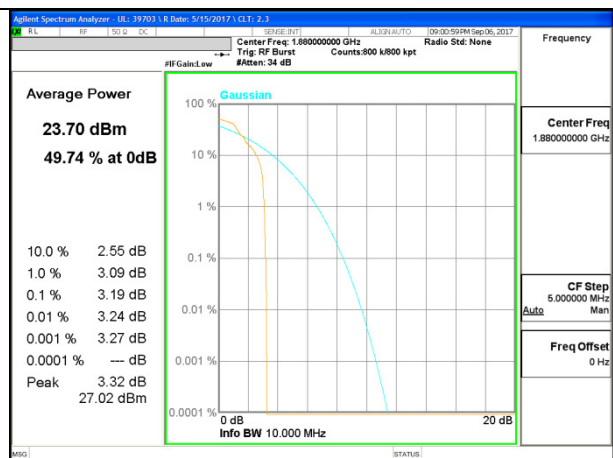 Agilent Spectrum Analyzer - UL: 39703 \ R Date: 5/15/2017 \ CLT: 2.3
RL RF 50 Ω DC SENSE:INT ALIGN AUTO 09:00:59 PM Sep 06, 2017
Center Freq: 1.880000000 GHz Radio Std: None
Trig: RF Burst Counts:800 k/800 kpt
#IFGain:Low #Atten: 34 dB
Frequency
Average Power
23.70 dBm
49.74 % at 0dB
10.0 % 2.55 dB
1.0 % 3.09 dB
0.1 % 3.19 dB
0.01 % 3.24 dB
0.001 % 3.27 dB
0.0001 % --- dB
Peak 3.32 dB
27.02 dBm
Gaussian
100 %
10 %
1 %
0.1 %
0.01 %
0.001 %
0.0001 %
0 dB 20 dB
Info BW 10.000 MHz
Center Freq
1.880000000 GHz
CF Step
5.000000 MHz
Auto Man
Freq Offset
0 Hz
MSG STATUS